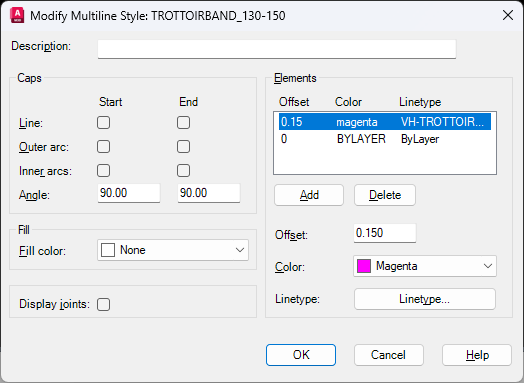 Modify Multiline Style: TROTTOIRBAND_130-150
Description:
Caps
Start End
Line:
Outer arc:
Inner arcs:
Angle: 90.00 90.00
Fill
Fill color: None
Display joints:
Elements
Offset Color Linetype
0.15 magenta VH-TROTTOIR...
0 BYLAYER ByLayer
Add Delete
Offset: 0.150
Color: Magenta
Linetype: Linetype...
OK Cancel Help